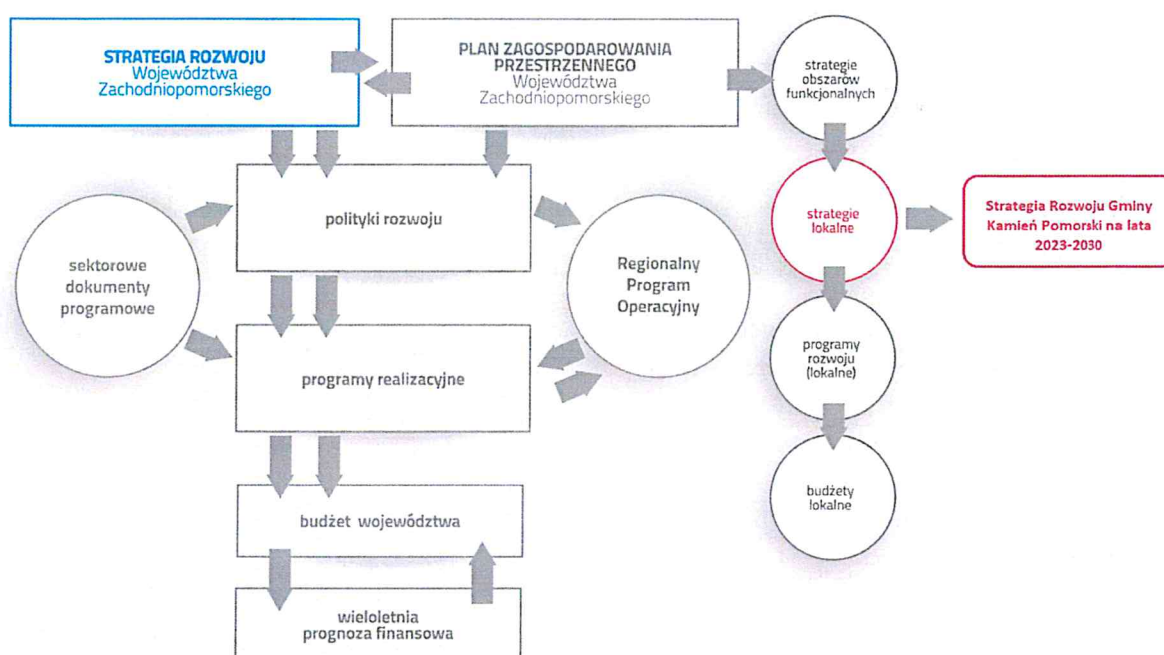 STRATEGIA ROZWOJU
Województwa
Zachodniopomorskiego
PLAN ZAGOSPODAROWANIA
PRZESTRZENNEGO
Województwa
Zachodniopomorskiego
strategie
obszarów
funkcjonalnych
polityki rozwoju
strategie
lokalne
Strategia Rozwoju Gminy
Kamień Pomorski na lata
2023-2030
sektorowe
dokumenty
programowe
Regionalny
Program
Operacyjny
programy realizacyjne
programy
rozwoju
(lokalne)
budżet województwa
budżety
lokalne
wieloletnia
prognoza finansowa